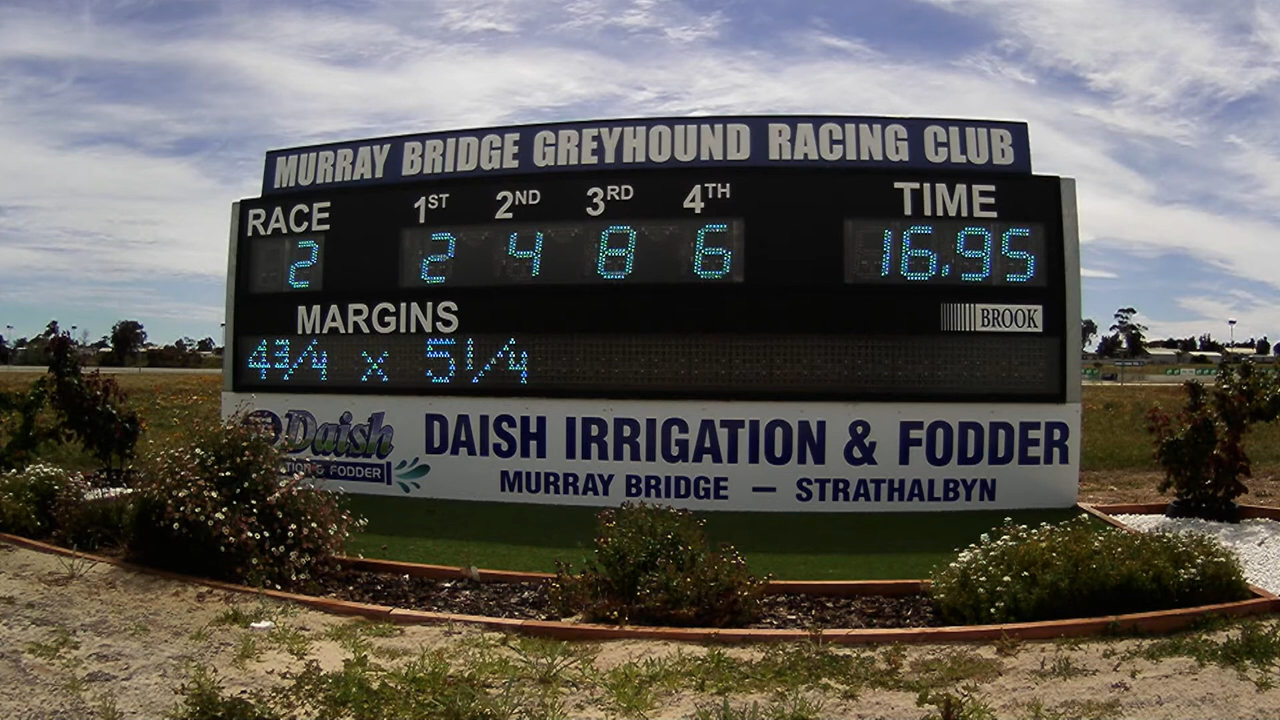 MURRAY BRIDGE GREYHOUND RACING CLUB
RACE 1ST 2ND 3RD 4TH TIME
2 2 4 8 6 16.95
MARGINS BROOK
4 3/4 x 5 1/4
Daish DAISH IRRIGATION & FODDER
& FODDER MURRAY BRIDGE — STRATHALBYN